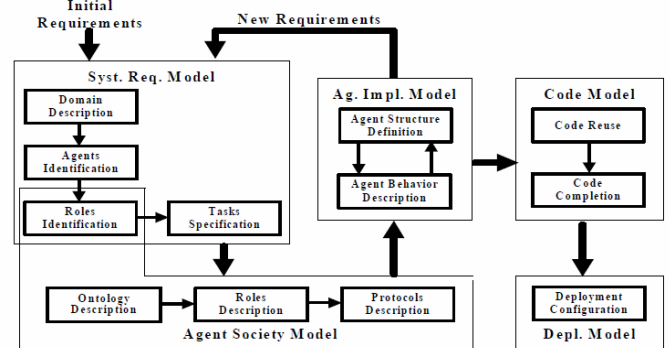 Initial
Requirements
New Requirements
Syst. Req. Model
Domain
Description
Agents
Identification
Roles
Identification
Tasks
Specification
Ag. Impl. Model
Agent Structure
Definition
Agent Behavior
Description
Code Model
Code Reuse
Code
Completion
Ontology
Description
Roles
Description
Protocols
Description
Agent Society Model
Deployment
Configuration
Depl. Model